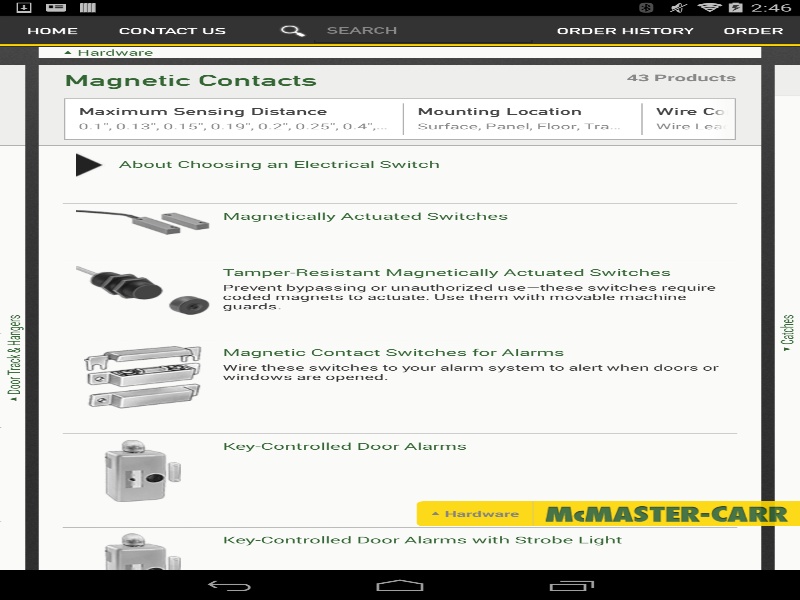 2:46
HOME CONTACT US SEARCH ORDER HISTORY ORDER
Hardware
Magnetic Contacts 43 Products
Maximum Sensing Distance Mounting Location Wire Co
0.1", 0.13", 0.15", 0.19", 0.2", 0.25", 0.4",... Surface, Panel, Floor, Tra... Wire Lea
About Choosing an Electrical Switch
Magnetically Actuated Switches
Tamper-Resistant Magnetically Actuated Switches
Prevent bypassing or unauthorized use—these switches require
coded magnets to actuate. Use them with movable machine
guards.
Door Track & Hangers
Catches
Magnetic Contact Switches for Alarms
Wire these switches to your alarm system to alert when doors or
windows are opened.
Key-Controlled Door Alarms
Hardware McMASTER-CARR
Key-Controlled Door Alarms with Strobe Light